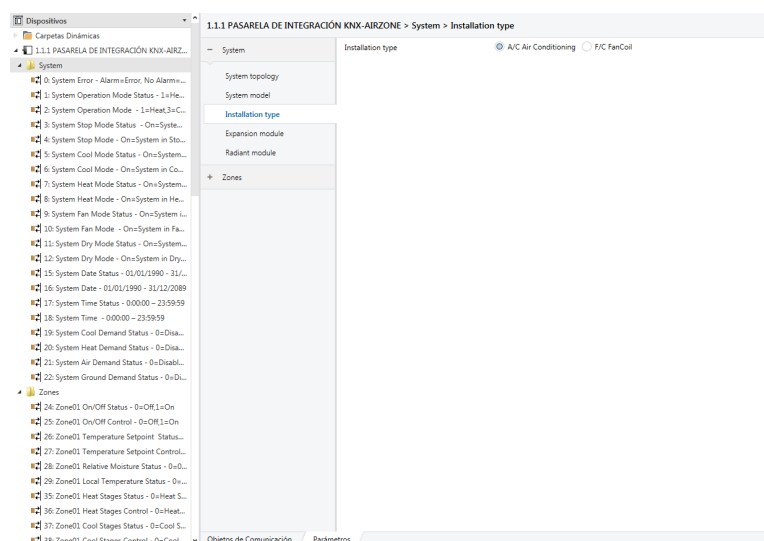 Dispositivos
Carpetas Dinámicas
1.1.1 PASARELA DE INTEGRACIÓN KNX-AIRZ...
System
0: System Error - Alarm=Error, No Alarm=...
1: System Operation Mode Status - 1=He...
2: System Operation Mode - 1=Heat,3=C...
3: System Stop Mode Status - On=Syste...
4: System Stop Mode - On=System in Sto...
5: System Cool Mode Status - On=System...
6: System Cool Mode - On=System in Co...
7: System Heat Mode Status - On=System...
8: System Heat Mode - On=System in He...
9: System Fan Mode Status - On=System i...
10: System Fan Mode - On=System in Fa...
11: System Dry Mode Status - On=System...
12: System Dry Mode - On=System in Dry...
15: System Date Status - 01/01/1990 - 31/...
16: System Date - 01/01/1990 - 31/12/2089
17: System Time Status - 0:00:00 – 23:59:59
18: System Time - 0:00:00 – 23:59:59
19: System Cool Demand Status - 0=Disa...
20: System Heat Demand Status - 0=Disa...
21: System Air Demand Status - 0=Disabl...
22: System Ground Demand Status - 0=Di...
Zones
24: Zone01 On/Off Status - 0=Off,1=On
25: Zone01 On/Off Control - 0=Off,1=On
26: Zone01 Temperature Setpoint Status...
27: Zone01 Temperature Setpoint Control...
28: Zone01 Relative Moisture Status - 0=0...
29: Zone01 Local Temperature Status - 0=...
35: Zone01 Heat Stages Status - 0=Heat S...
36: Zone01 Heat Stages Control - 0=Heat...
37: Zone01 Cool Stages Status - 0=Cool S...
38: Zone01 Cool Stages Control - 0=Cool...
1.1.1 PASARELA DE INTEGRACIÓN KNX-AIRZONE > System > Installation type
System
System topology
System model
Installation type
Expansion module
Radiant module
Zones
Installation type
A/C Air Conditioning
F/C FanCoil
Objetos de Comunicación
Parámetros